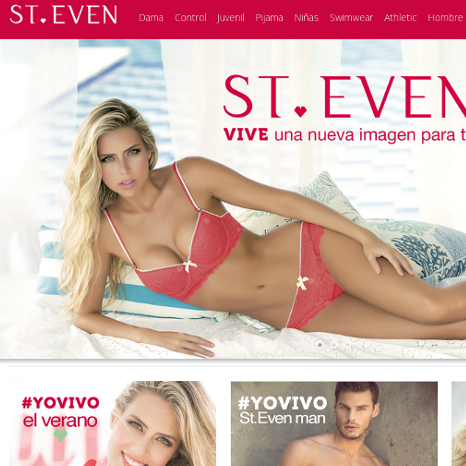 ST.EVEN
Dama Control Juvenil Pijama Niñas Swimwear Athletic Hombre
ST.EVEN
VIVE una nueva imagen para t
#YOVIVO
el verano
#YOVIVO
St.Even man